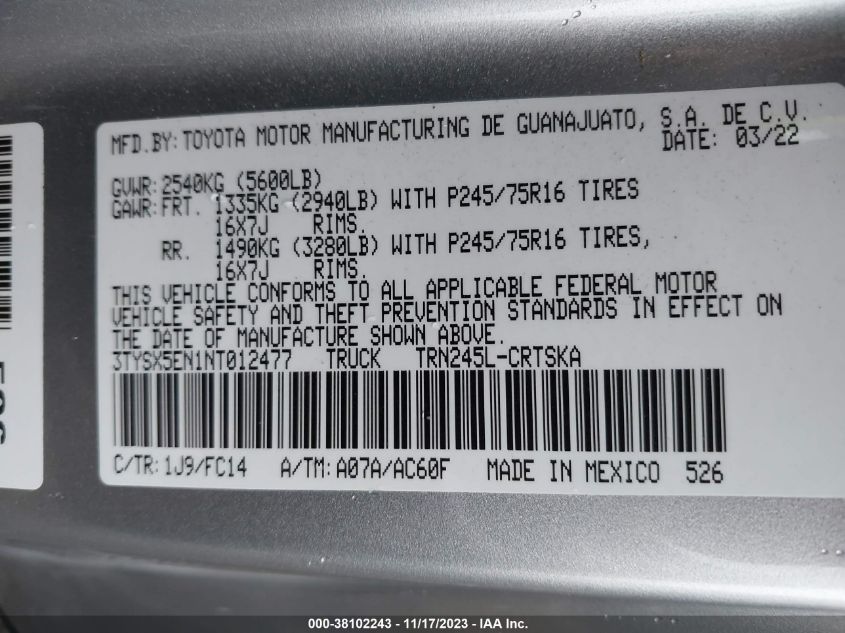 MFD.BY: TOYOTA MOTOR MANUFACTURING DE GUANAJUATO, S.A. DE C.V.
DATE: 03/22
GVWR: 2540KG (5600LB)
GAWR: FRT. 1335KG (2940LB) WITH P245/75R16 TIRES
16X7J RIMS.
RR. 1490KG (3280LB) WITH P245/75R16 TIRES,
16X7J RIMS.
THIS VEHICLE CONFORMS TO ALL APPLICABLE FEDERAL MOTOR
VEHICLE SAFETY AND THEFT PREVENTION STANDARDS IN EFFECT ON
THE DATE OF MANUFACTURE SHOWN ABOVE.
3TYSX5EN1NT012477 TRUCK TRN245L-CRTSKA
C/TR: 1J9/FC14 A/TM: A07A/AC60F MADE IN MEXICO 526
000-38102243 - 11/17/2023 - IAA Inc.